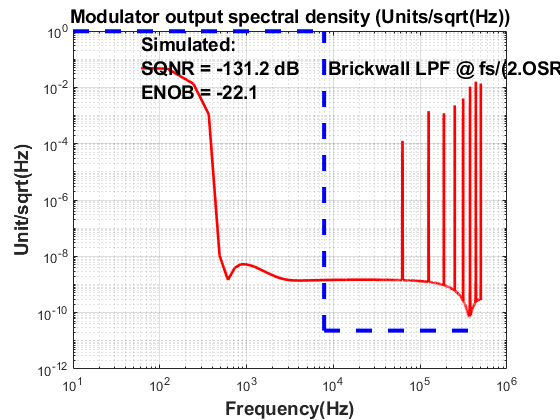 Modulator output spectral density (Units/sqrt(Hz))
Simulated:
SQNR = -131.2 dB
Brickwall LPF @ fs/(2.OSR
ENOB = -22.1
Unit/sqrt(Hz)
10^0
10^-2
10^-4
10^-6
10^-8
10^-10
10^-12
10^1
10^2
10^3
10^4
10^5
10^6
Frequency(Hz)